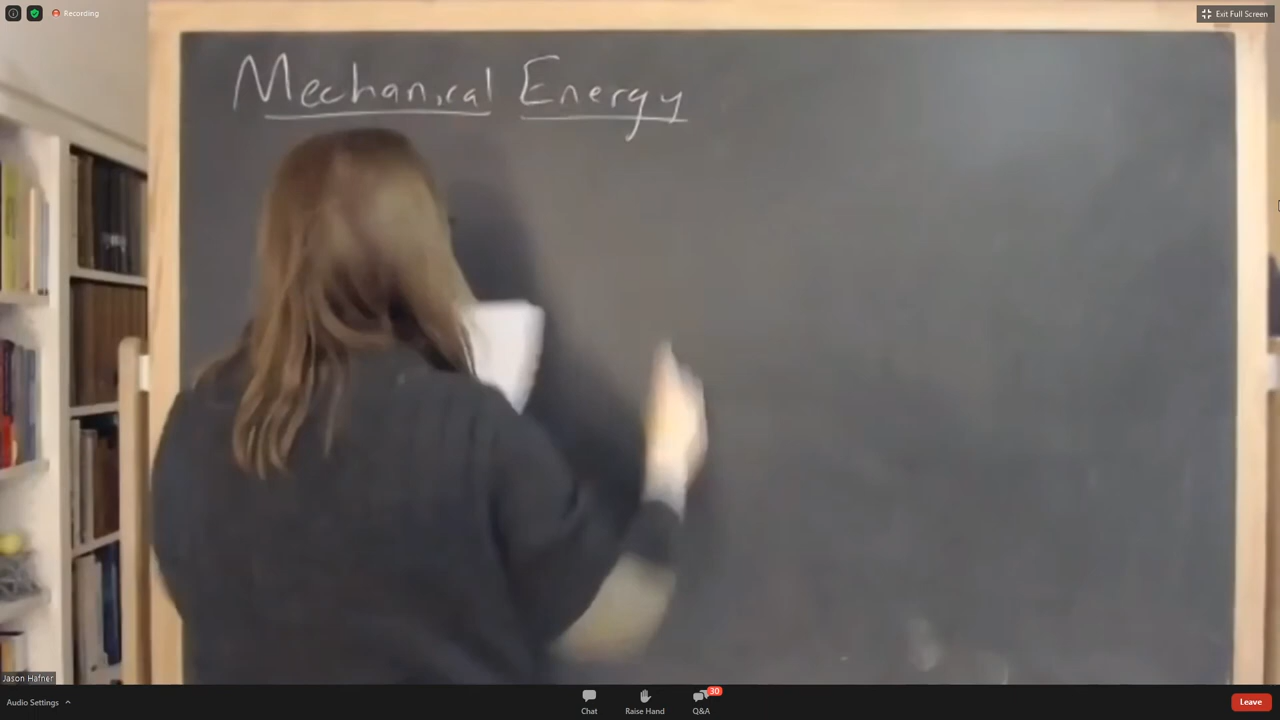 Recording
Exit Full Screen
Mechanical Energy
Jason Hafner
Audio Settings
Chat
Raise Hand
30
Q&A
Leave